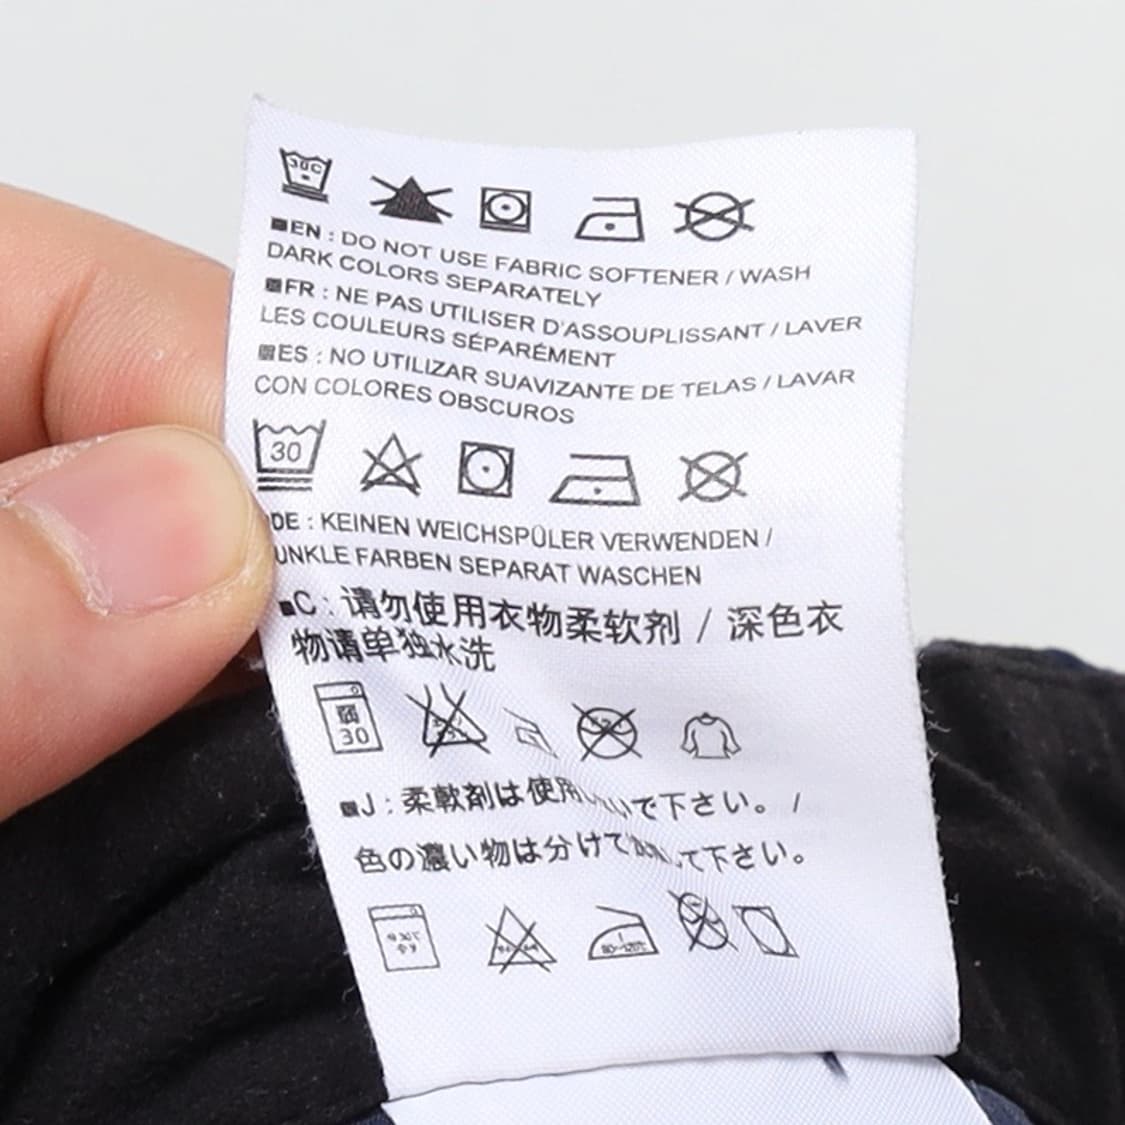 30C
EN : DO NOT USE FABRIC SOFTENER / WASH
DARK COLORS SEPARATELY
FR : NE PAS UTILISER D'ASSOUPLISSANT / LAVER
LES COULEURS SÉPARÉMENT
ES : NO UTILIZAR SUAVIZANTE DE TELAS / LAVAR
CON COLORES OBSCUROS
30
DE : KEINEN WEICHSPÜLER VERWENDEN /
UNKLE FARBEN SEPARAT WASCHEN
C : 请勿使用衣物柔软剂 / 深色衣
物请单独水洗
30
J : 柔軟剤は使用 いで下さい。 /
色の濃い物は分けて て下さい。